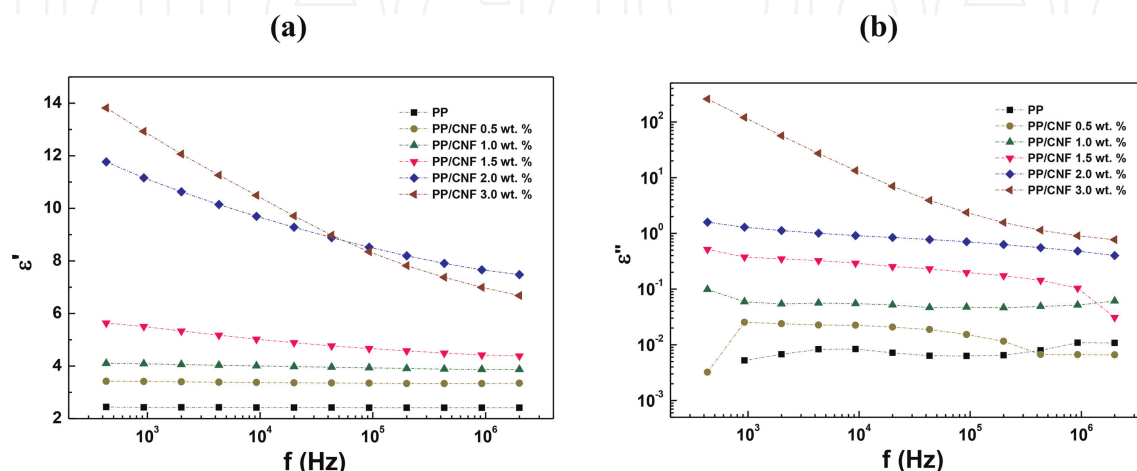 (a)
(b)
14
12
10
8
6
4
2
ε'
PP
PP/CNF 0.5 wt. %
PP/CNF 1.0 wt. %
PP/CNF 1.5 wt. %
PP/CNF 2.0 wt. %
PP/CNF 3.0 wt. %
10³ 10⁴ 10⁵ 10⁶
f (Hz)
10²
10¹
10⁰
10⁻¹
10⁻²
10⁻³
ε''
PP
PP/CNF 0.5 wt. %
PP/CNF 1.0 wt. %
PP/CNF 1.5 wt. %
PP/CNF 2.0 wt. %
PP/CNF 3.0 wt. %
10³ 10⁴ 10⁵ 10⁶
f (Hz)